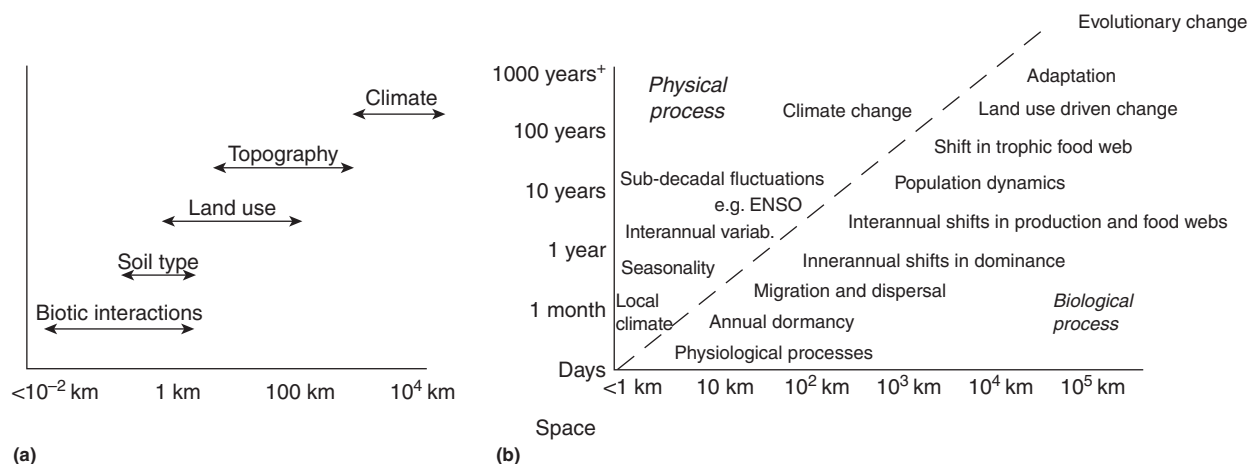 Climate
Topography
Land use
Soil type
Biotic interactions
<10⁻² km 1 km 100 km 10⁴ km
(a)
Evolutionary change
1000 years⁺
Physical
process
Adaptation
Climate change
Land use driven change
100 years
Shift in trophic food web
Sub-decadal fluctuations
e.g. ENSO
10 years
Population dynamics
Interannual shifts in production and food webs
Interannual variab.
1 year
Seasonality
Innerannual shifts in dominance
Migration and dispersal
Biological
process
1 month
Local
climate
Annual dormancy
Physiological processes
Days
<1 km 10 km 10² km 10³ km 10⁴ km 10⁵ km
Space
(b)